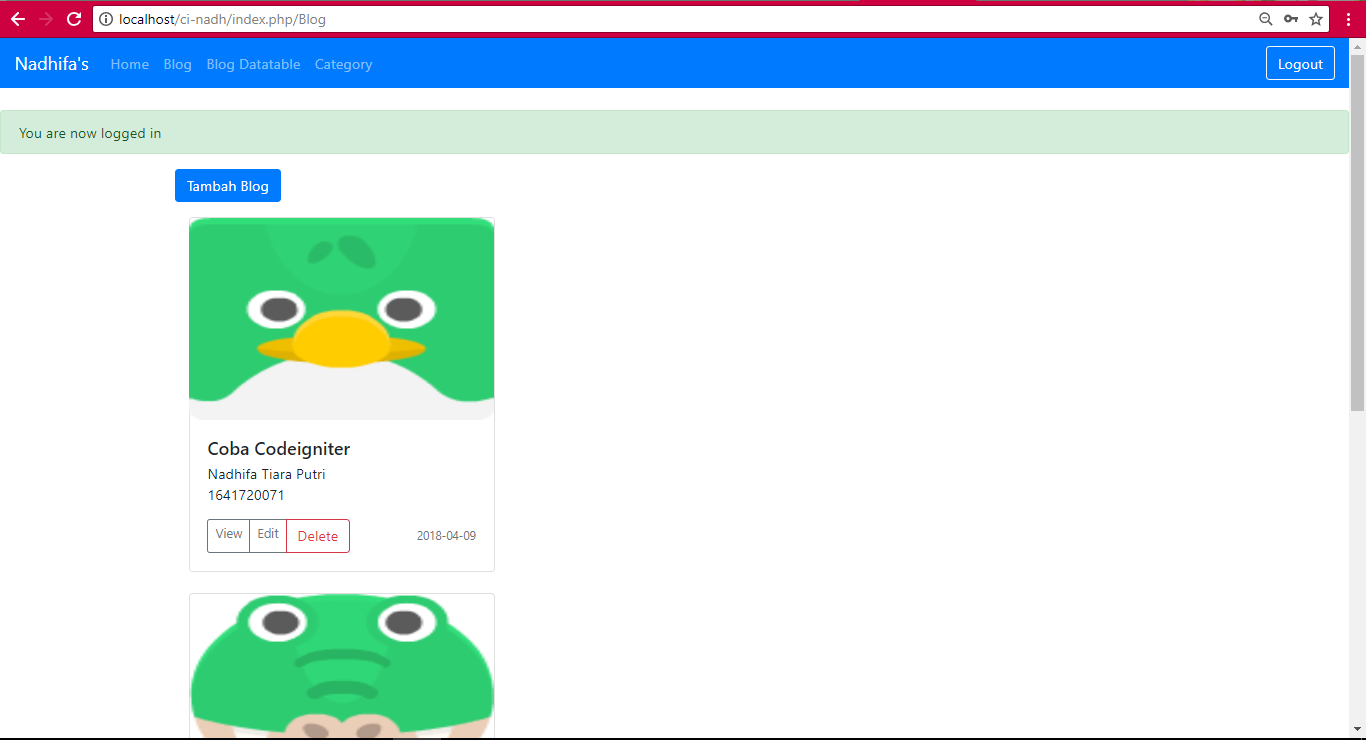 localhost/ci-nadh/index.php/Blog
Nadhifa's Home Blog Blog Datatable Category Logout
You are now logged in
Tambah Blog
Coba Codeigniter
Nadhifa Tiara Putri
1641720071
View Edit Delete 2018-04-09